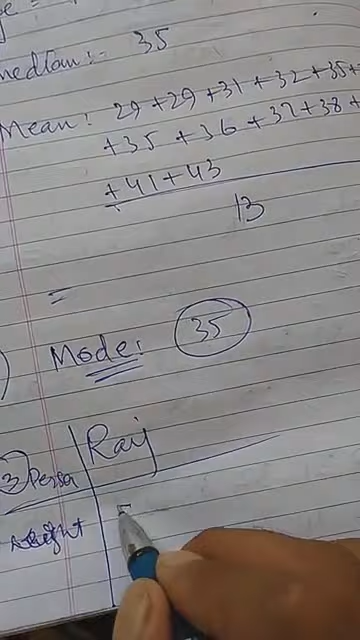 median:- 35
Mean: 29 + 29 + 31 + 32 + 35 +
+ 35 + 36 + 37 + 38 +
+ 41 + 43
13
=
Mode: 35
3) Person Raj
Height